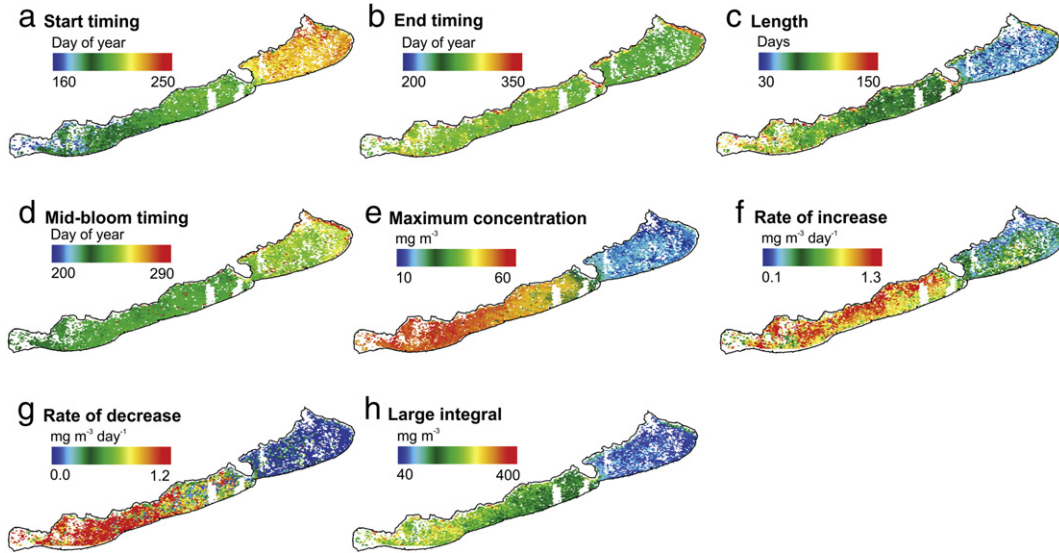 a Start timing
Day of year
160 250
b End timing
Day of year
200 350
c Length
Days
30 150
d Mid-bloom timing
Day of year
200 290
e Maximum concentration
mg m⁻³
10 60
f Rate of increase
mg m⁻³ day⁻¹
0.1 1.3
g Rate of decrease
mg m⁻³ day⁻¹
0.0 1.2
h Large integral
mg m⁻³
40 400